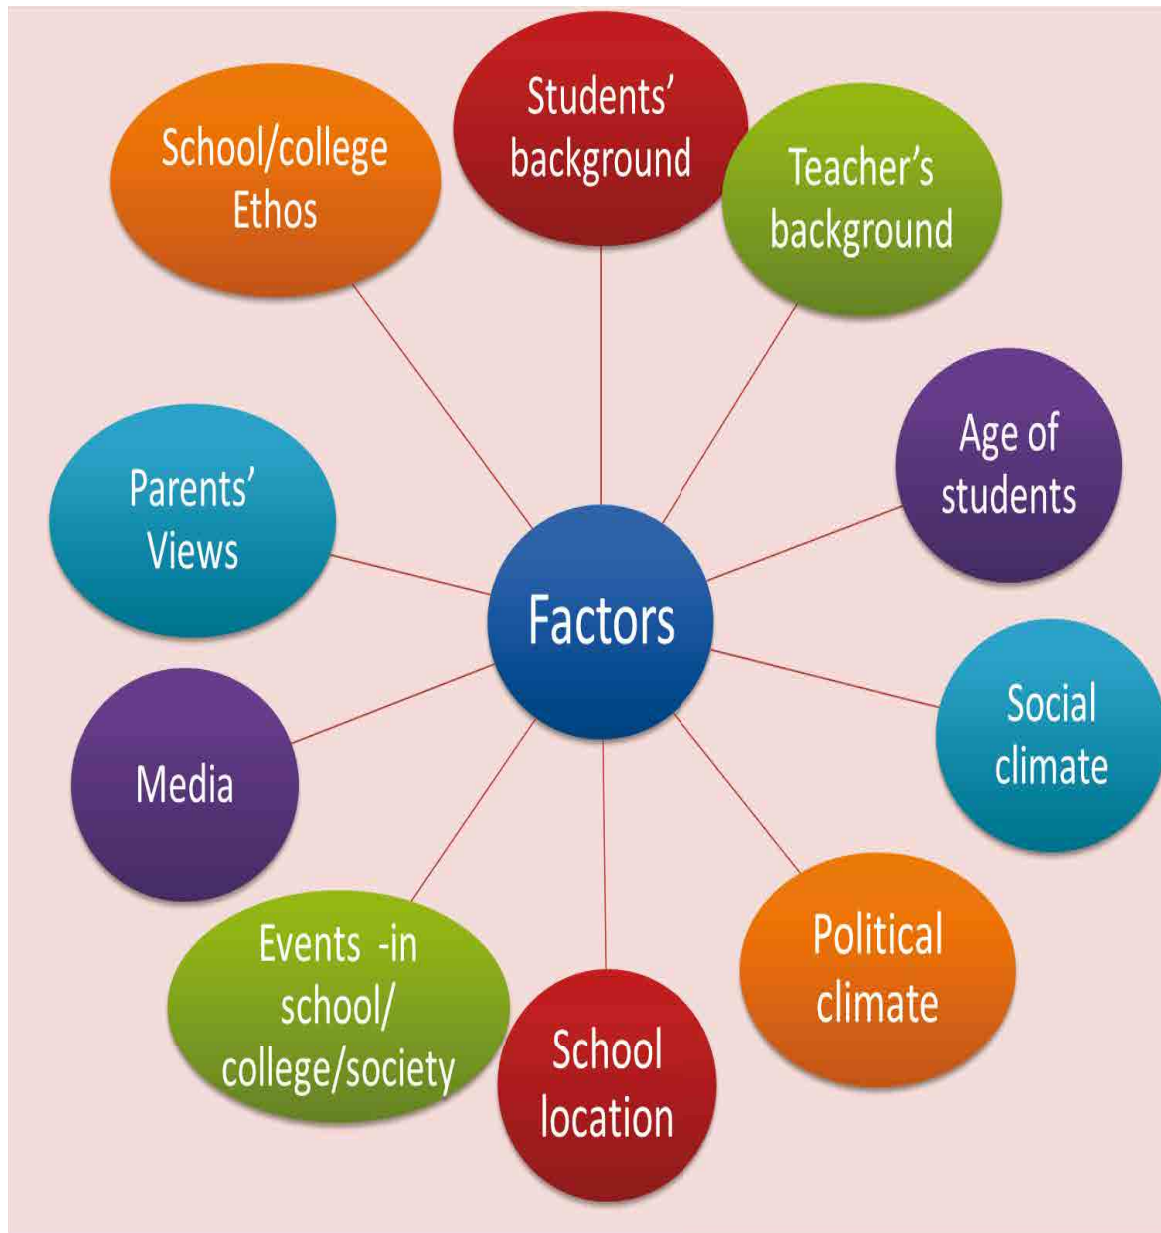 Students’
background
School/college
Ethos
Teacher’s
background
Age of
students
Parents’
Views
Factors
Social
climate
Media
Political
climate
Events -in
school/
college/society
School
location